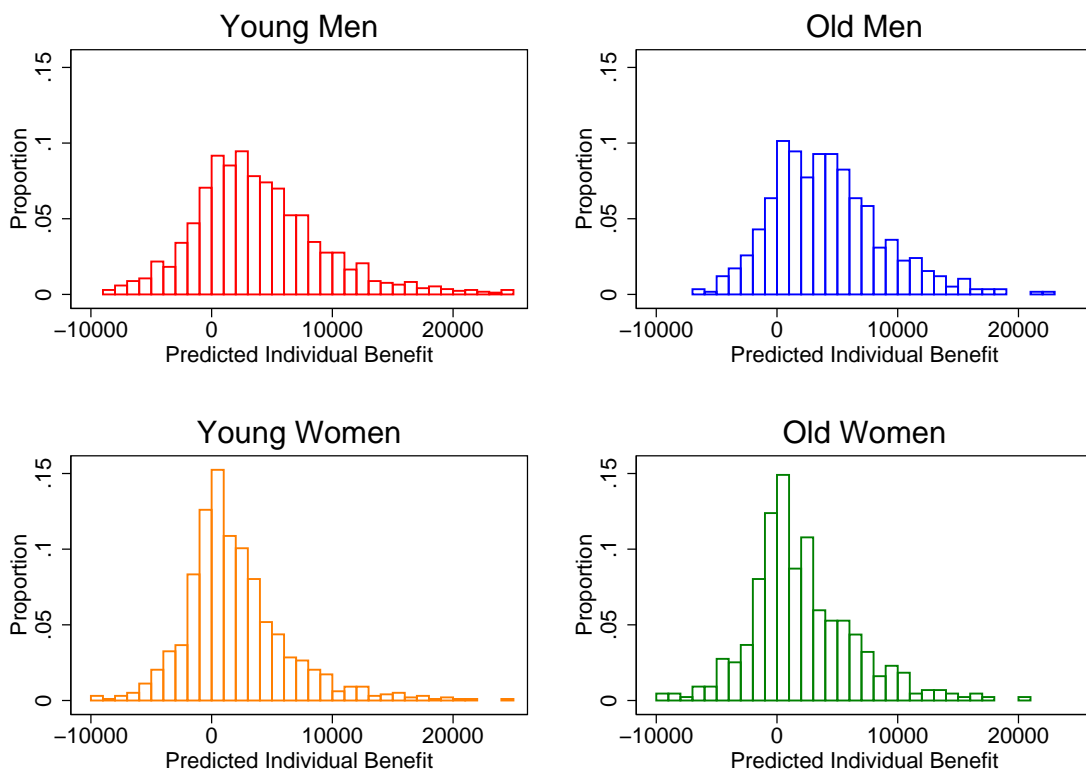 Young Men
Proportion
0 .05 .1 .15
−10000 0 10000 20000
Predicted Individual Benefit
Old Men
Proportion
0 .05 .1 .15
−10000 0 10000 20000
Predicted Individual Benefit
Young Women
Proportion
0 .05 .1 .15
−10000 0 10000 20000
Predicted Individual Benefit
Old Women
Proportion
0 .05 .1 .15
−10000 0 10000 20000
Predicted Individual Benefit